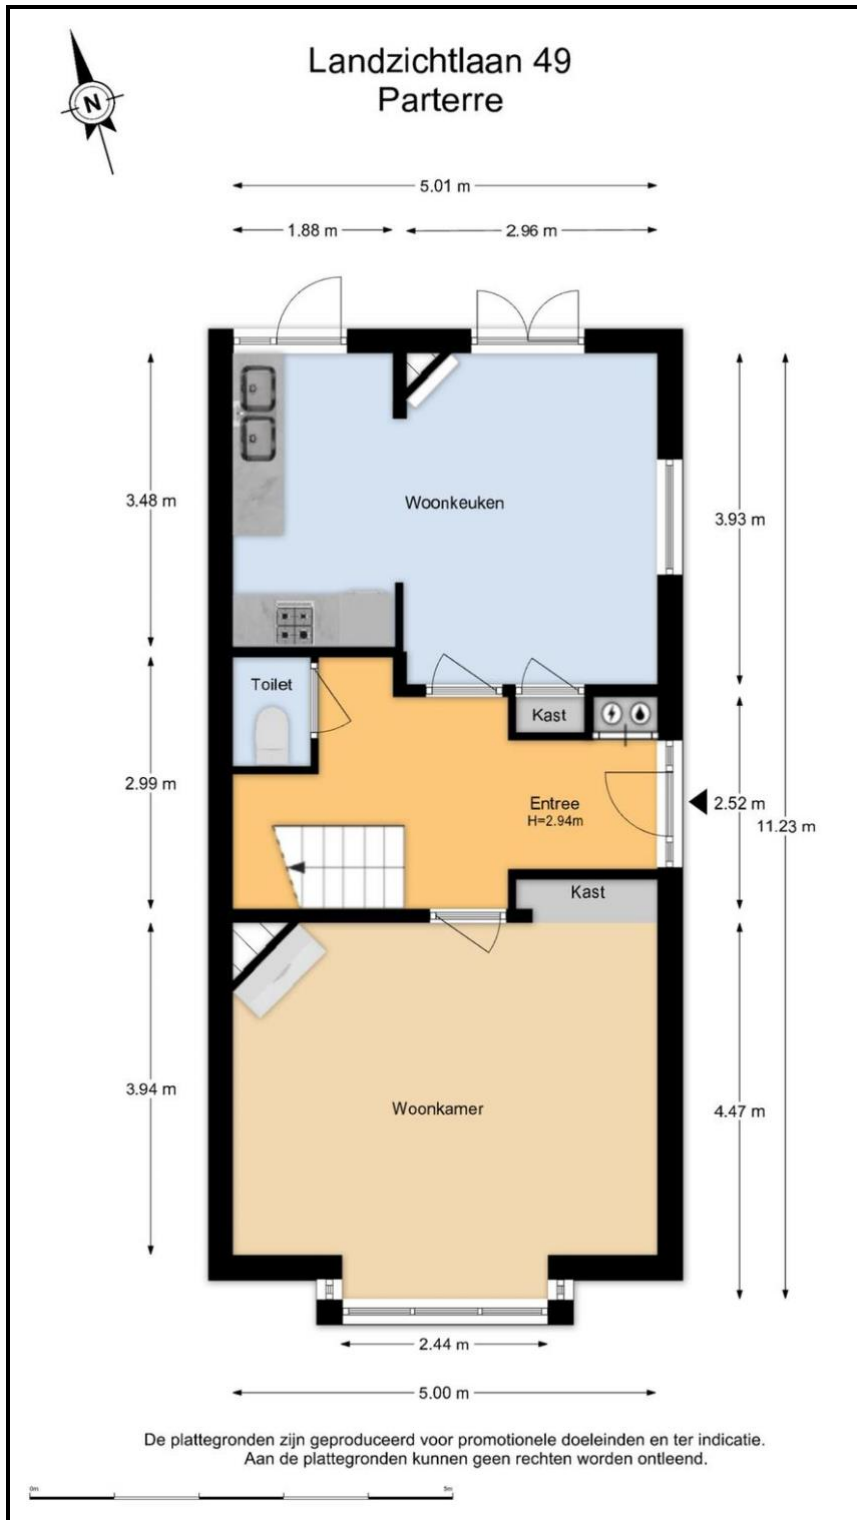 Landzichtlaan 49
Parterre
N
5.01 m
1.88 m
2.96 m
3.48 m
Woonkeuken
3.93 m
Toilet
Kast
2.99 m
Entree
H=2.94m
2.52 m
11.23 m
Kast
3.94 m
Woonkamer
4.47 m
2.44 m
5.00 m
De plattegronden zijn geproduceerd voor promotionele doeleinden en ter indicatie.
Aan de plattegronden kunnen geen rechten worden ontleend.
0m
5m